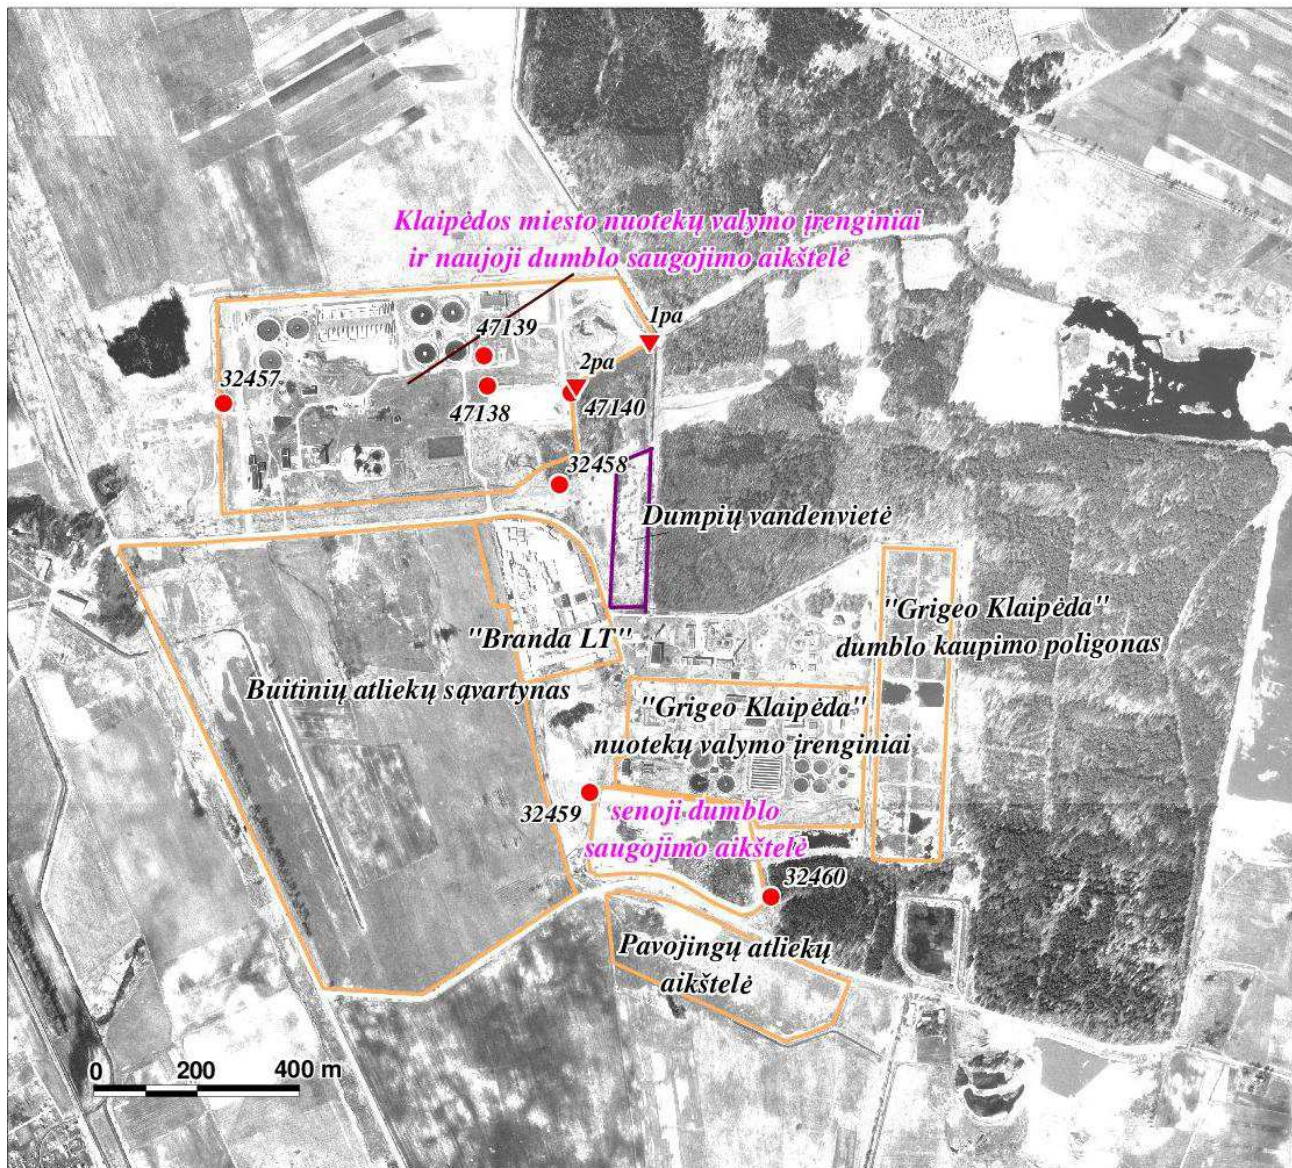 Klaipėdos miesto nuotekų valymo įrenginiai
ir naujoji dumblo saugojimo aikštelė
1pa
47139
2pa
32457
47138
47140
32458
Dumpių vandenvietė
"Grigeo Klaipėda"
dumblo kaupimo poligonas
"Branda LT"
Buitinių atliekų sąvartynas
"Grigeo Klaipėda"
nuotekų valymo įrenginiai
32459
senoji dumblo
saugojimo aikštelė
32460
Pavojingų atliekų
aikštelė
0 200 400 m